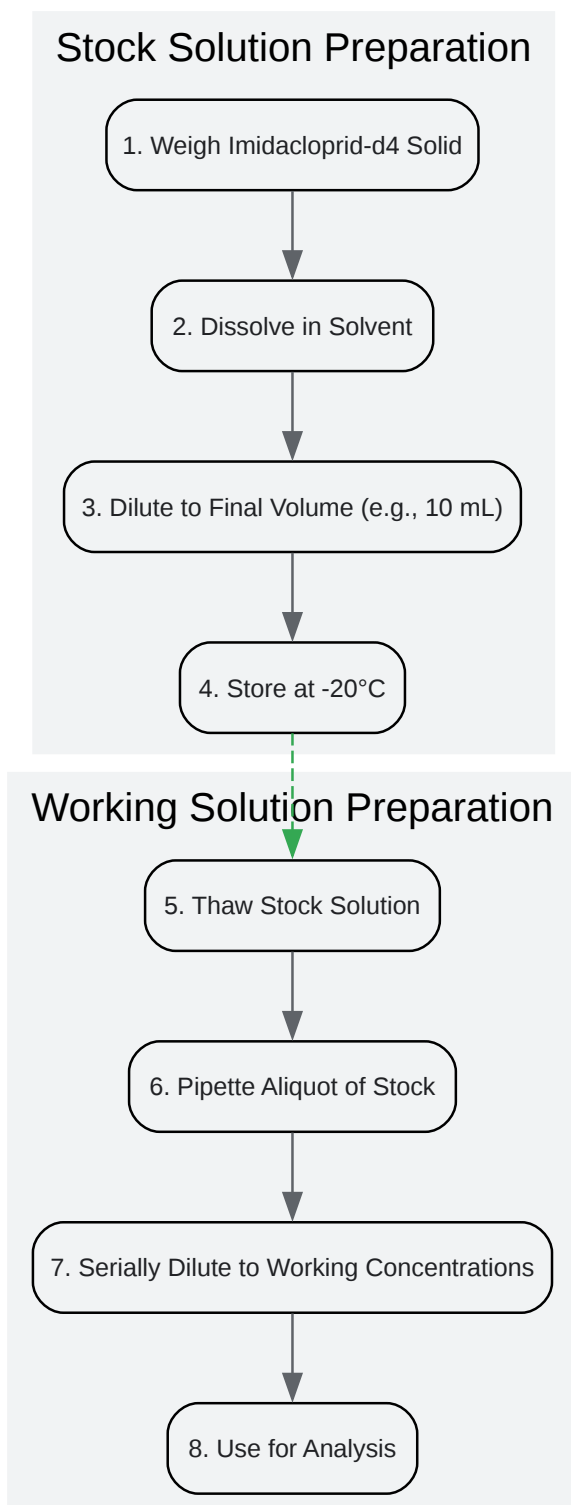 Stock Solution Preparation
1. Weigh Imidacloprid-d4 Solid
2. Dissolve in Solvent
3. Dilute to Final Volume (e.g., 10 mL)
4. Store at -20°C
Working Solution Preparation
5. Thaw Stock Solution
6. Pipette Aliquot of Stock
7. Serially Dilute to Working Concentrations
8. Use for Analysis